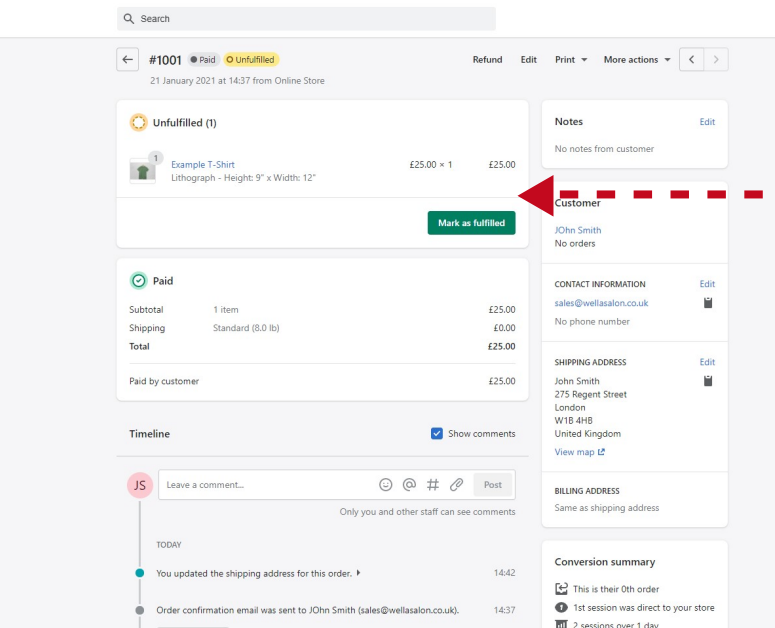 Search
#1001 Paid Unfulfilled
Refund Edit Print More actions
21 January 2021 at 14:37 from Online Store
Unfulfilled (1)
1
Example T-Shirt £25.00 × 1 £25.00
Lithograph - Height: 9" x Width: 12"
Mark as fulfilled
Paid
Subtotal 1 item £25.00
Shipping Standard (8.0 lb) £0.00
Total £25.00
Paid by customer £25.00
Timeline Show comments
JS Leave a comment... Post
Only you and other staff can see comments
TODAY
You updated the shipping address for this order. 14:42
Order confirmation email was sent to JOhn Smith (sales@wellasalon.co.uk). 14:37
Notes Edit
No notes from customer
Customer
JOhn Smith
No orders
CONTACT INFORMATION Edit
sales@wellasalon.co.uk
No phone number
SHIPPING ADDRESS Edit
John Smith
275 Regent Street
London
W1B 4HB
United Kingdom
View map
BILLING ADDRESS
Same as shipping address
Conversion summary
This is their 0th order
1st session was direct to your store
2 sessions over 1 day